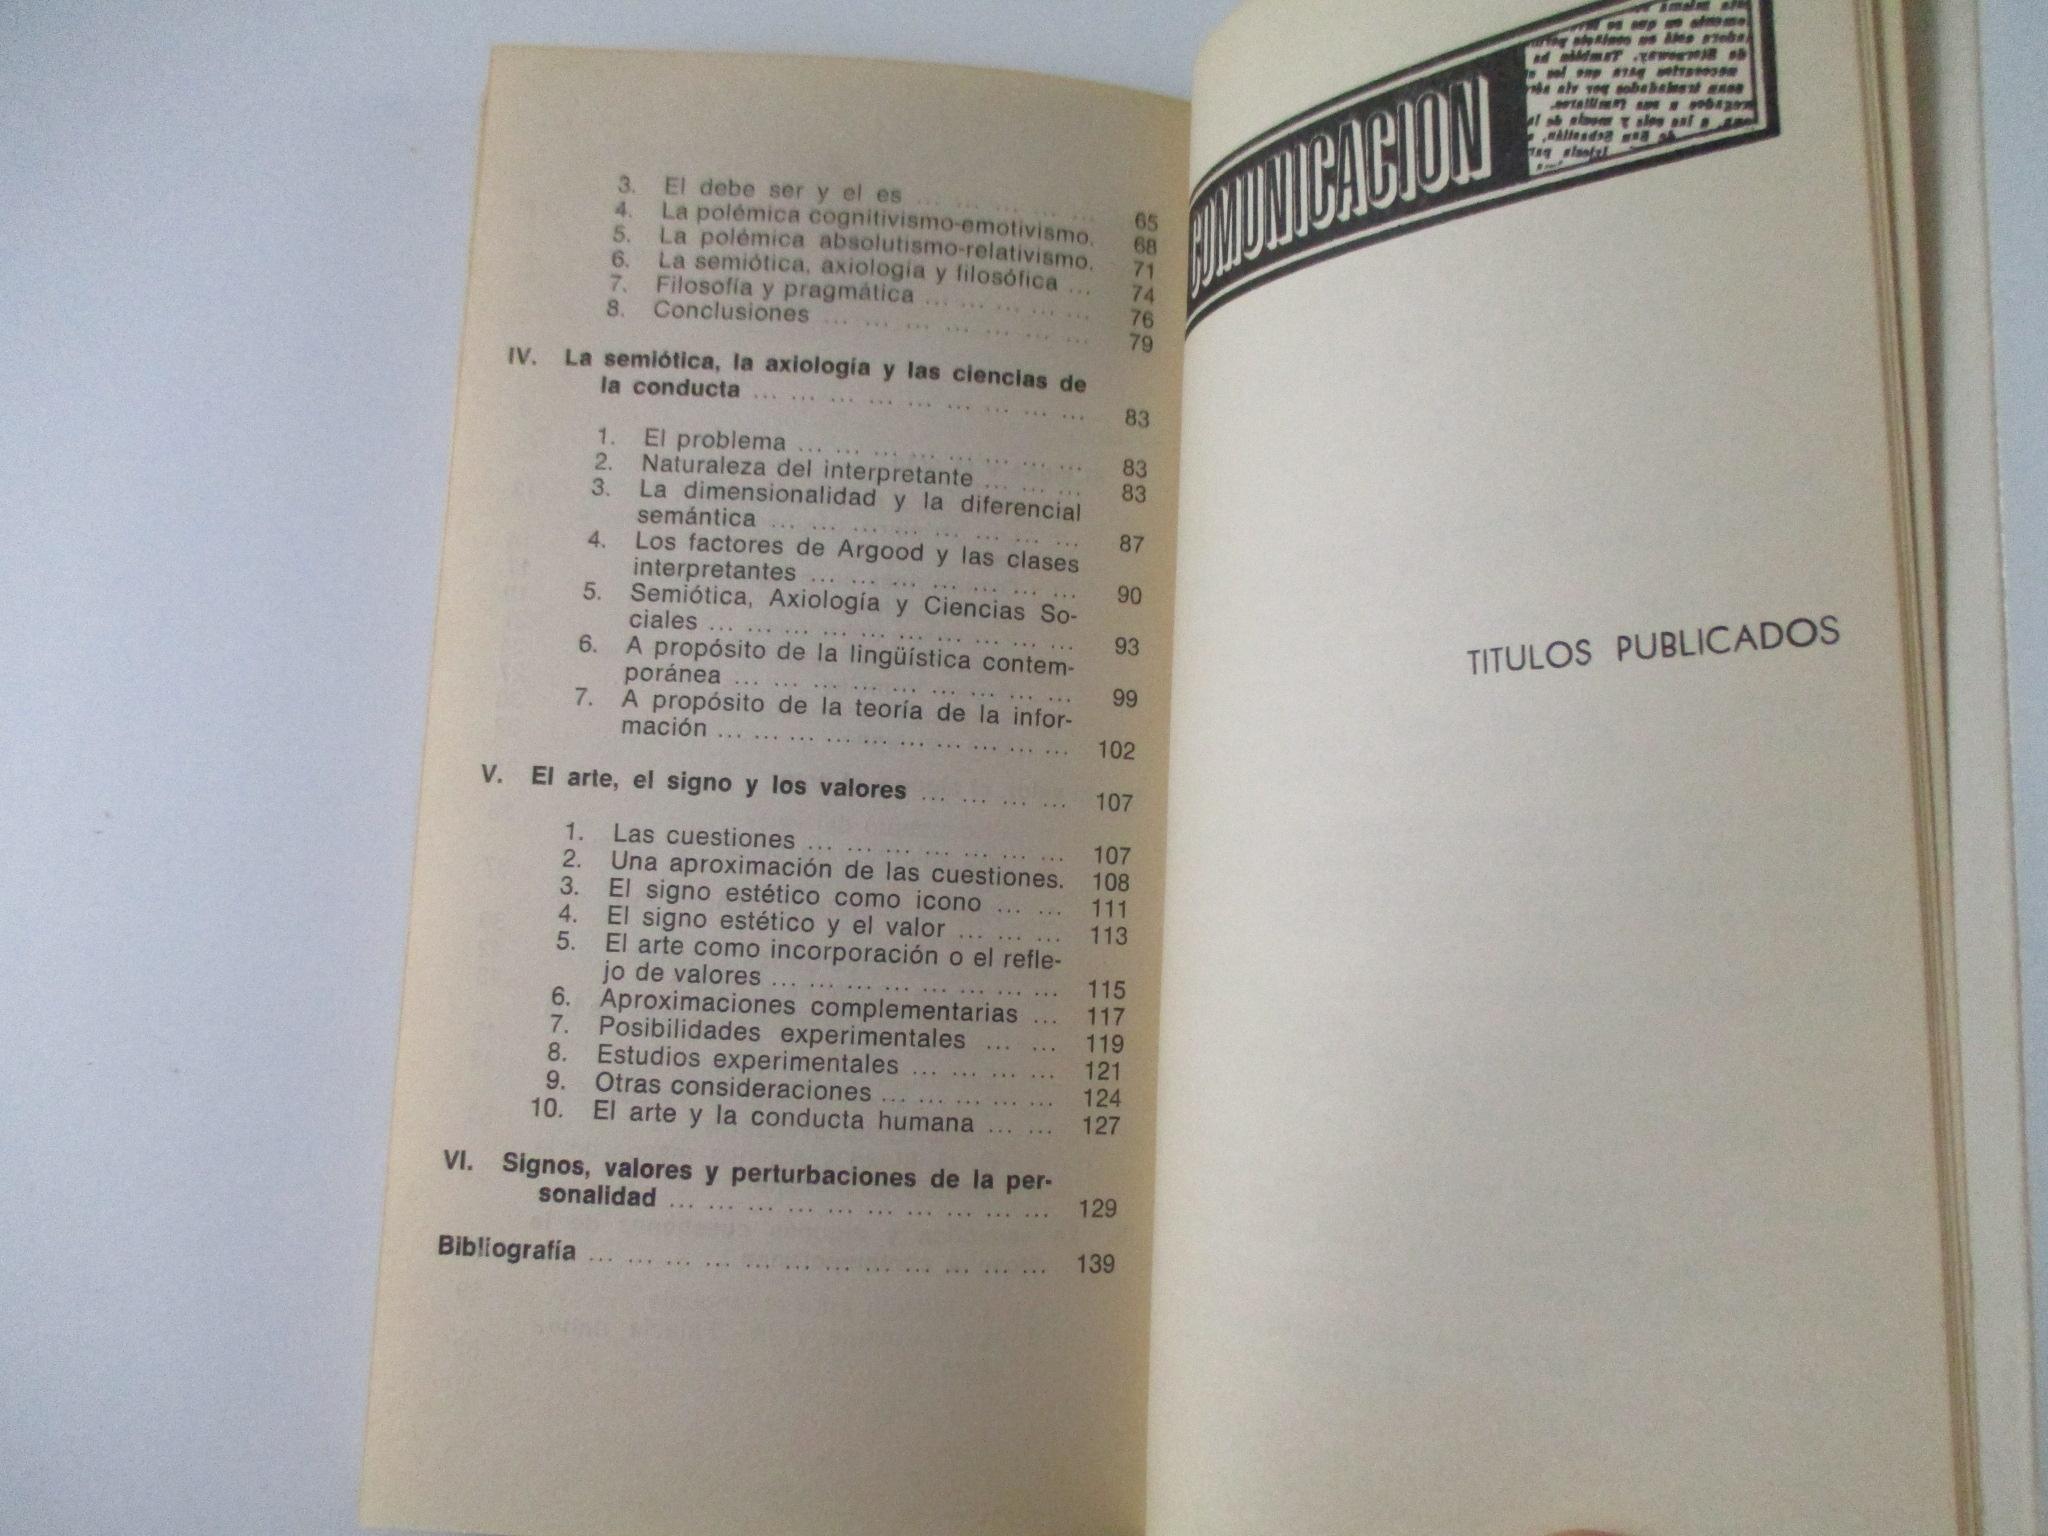 3. El debe ser y el es ... ... ... ... ... 65
4. La polémica cognitivismo-emotivismo. 68
5. La polémica absolutismo-relativismo. 71
6. La semiótica, axiología y filosófica ... 74
7. Filosofía y pragmática ... ... ... ... ... 76
8. Conclusiones ... ... ... ... ... ... ... 79
IV. La semiótica, la axiología y las ciencias de
la conducta ... ... ... ... ... ... ... ... ... 83
1. El problema ... ... ... ... ... ... ... ... 83
2. Naturaleza del interpretante ... ... ... 83
3. La dimensionalidad y la diferencial
semántica ... ... ... ... ... ... ... ... 87
4. Los factores de Argood y las clases
interpretantes ... ... ... ... ... ... ... 90
5. Semiótica, Axiología y Ciencias So-
ciales ... ... ... ... ... ... ... ... ... ... 93
6. A propósito de la lingüística contem-
poránea ... ... ... ... ... ... ... ... ... 99
7. A propósito de la teoría de la infor-
mación ... ... ... ... ... ... ... ... ... ... 102
V. El arte, el signo y los valores ... ... ... ... 107
1. Las cuestiones ... ... ... ... ... ... ... 107
2. Una aproximación de las cuestiones. 108
3. El signo estético como icono ... ... 111
4. El signo estético y el valor ... ... ... 113
5. El arte como incorporación o el refle-
jo de valores ... ... ... ... ... ... ... ... 115
6. Aproximaciones complementarias ... 117
7. Posibilidades experimentales ... ... 119
8. Estudios experimentales ... ... ... ... 121
9. Otras consideraciones ... ... ... ... ... 124
10. El arte y la conducta humana ... ... 127
VI. Signos, valores y perturbaciones de la per-
sonalidad ... ... ... ... ... ... ... ... ... ... 129
Bibliografía ... ... ... ... ... ... ... ... ... ... ... ... 139
COMUNICACION
TITULOS PUBLICADOS